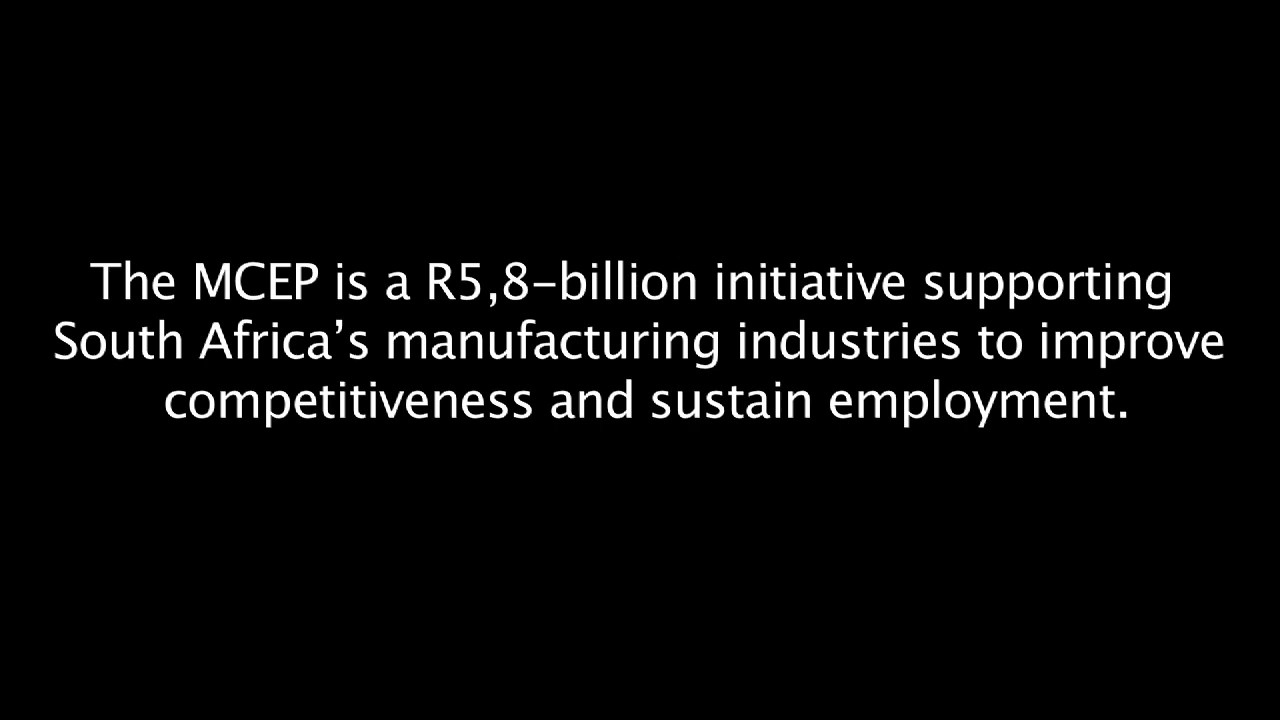 The MCEP is a R5,8-billion initiative supporting
South Africa’s manufacturing industries to improve
competitiveness and sustain employment.